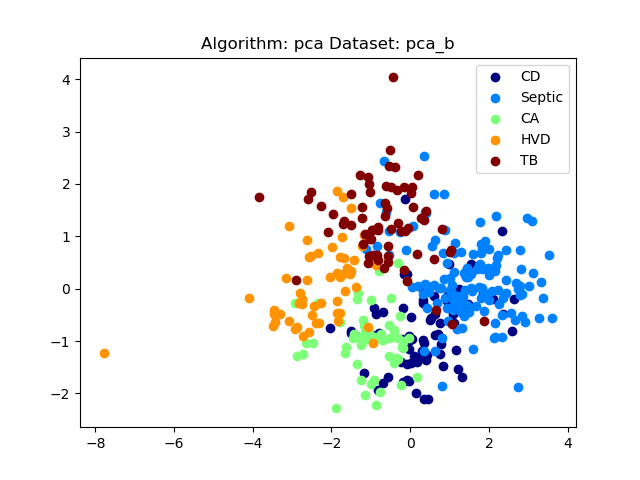 Algorithm: pca Dataset: pca_b
CD
Septic
CA
HVD
TB
4
3
2
1
0
−1
−2
−8 −6 −4 −2 0 2 4